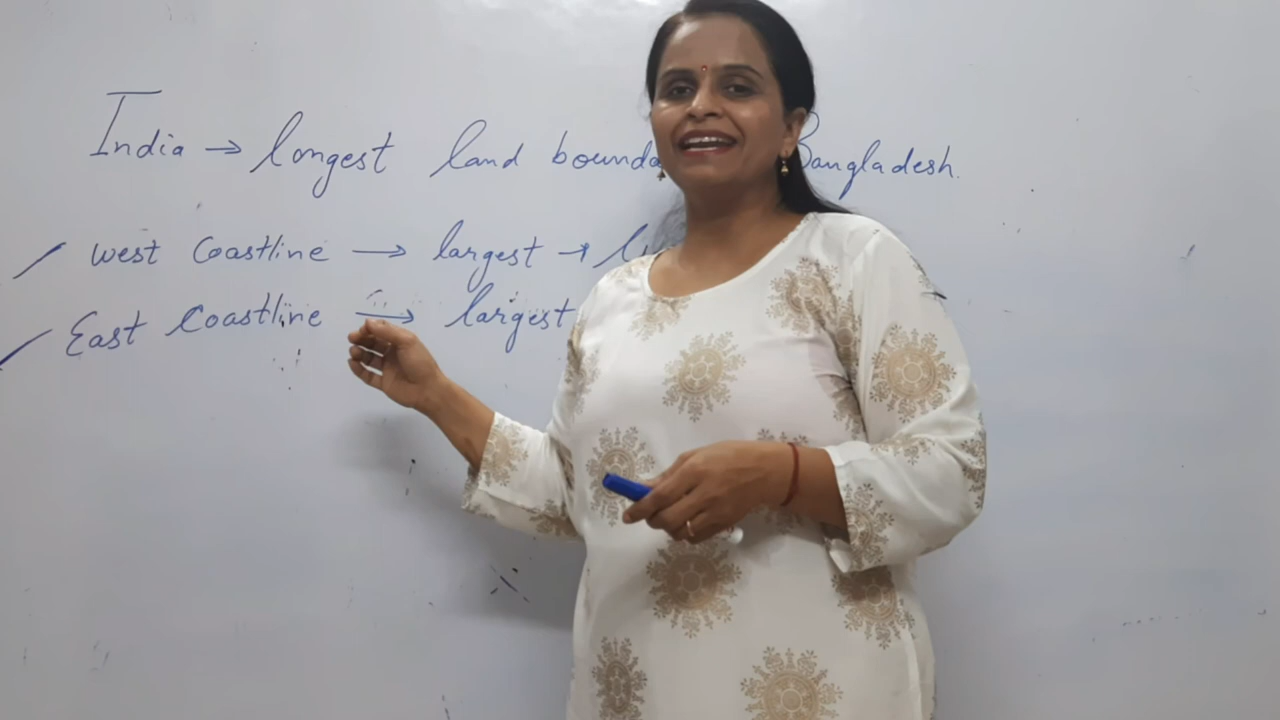 India → longest land bounda Bangladesh.
West Coastline → largest →
East Coastline → largest